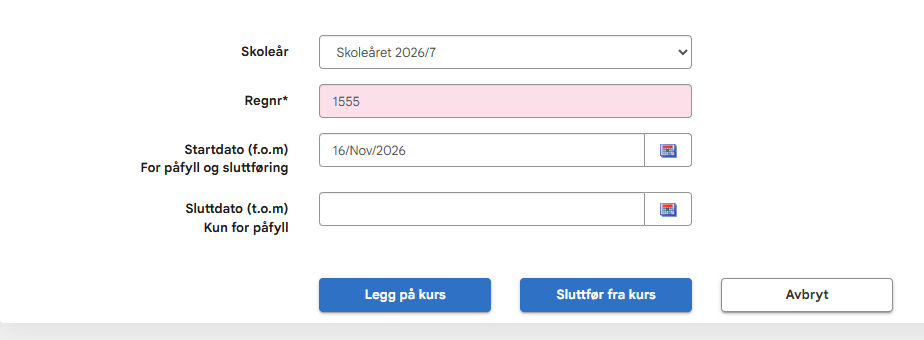 Skoleår
Skoleåret 2026/7
Regnr*
1555
Startdato (f.o.m)
For påfyll og sluttføring
16/Nov/2026
Sluttdato (t.o.m)
Kun for påfyll
Legg på kurs
Sluttfør fra kurs
Avbryt